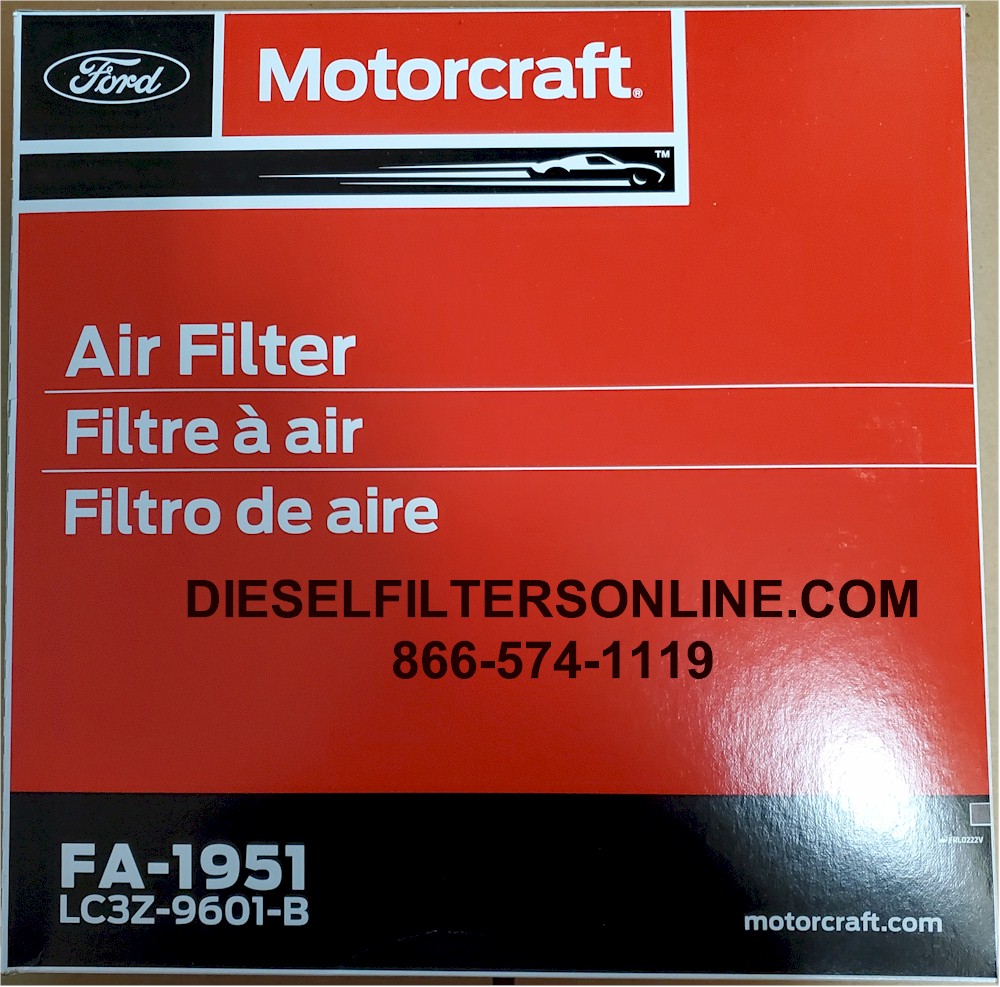 Ford
Motorcraft®
TM
Air Filter
Filtre à air
Filtro de aire
DIESELFILTERSONLINE.COM
866-574-1119
FRL0222V
FA-1951
LC3Z-9601-B
motorcraft.com